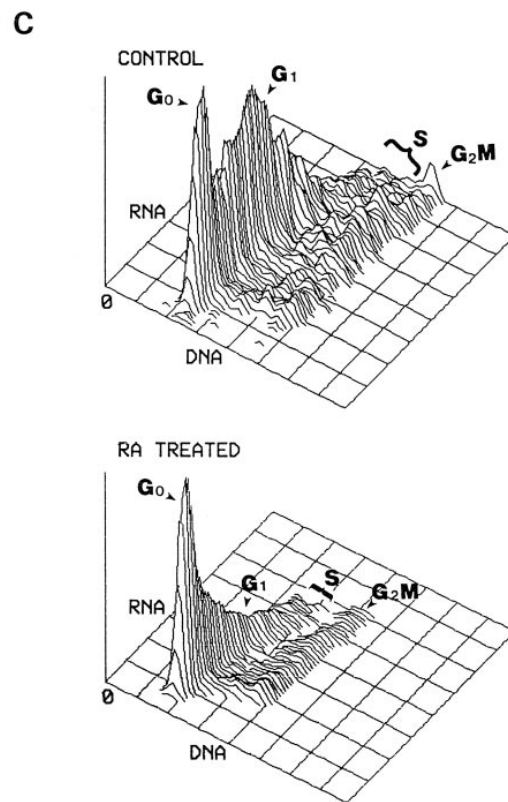 C
CONTROL
G₀
G₁
S
G₂M
RNA
0
DNA
RA TREATED
G₀
G₁
S
G₂M
RNA
0
DNA